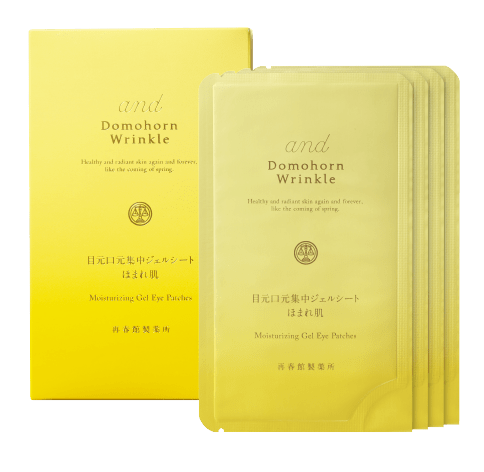 and
Domohorn
Wrinkle
Healthy and radiant skin again and forever,
like the coming of spring.
目元口元集中ジェルシート
ほまれ肌
Moisturizing Gel Eye Patches
再春館製薬所
and
Domohorn
Wrinkle
Healthy and radiant skin again and forever,
like the coming of spring.
目元口元集中ジェルシート
ほまれ肌
Moisturizing Gel Eye Patches
再春館製薬所